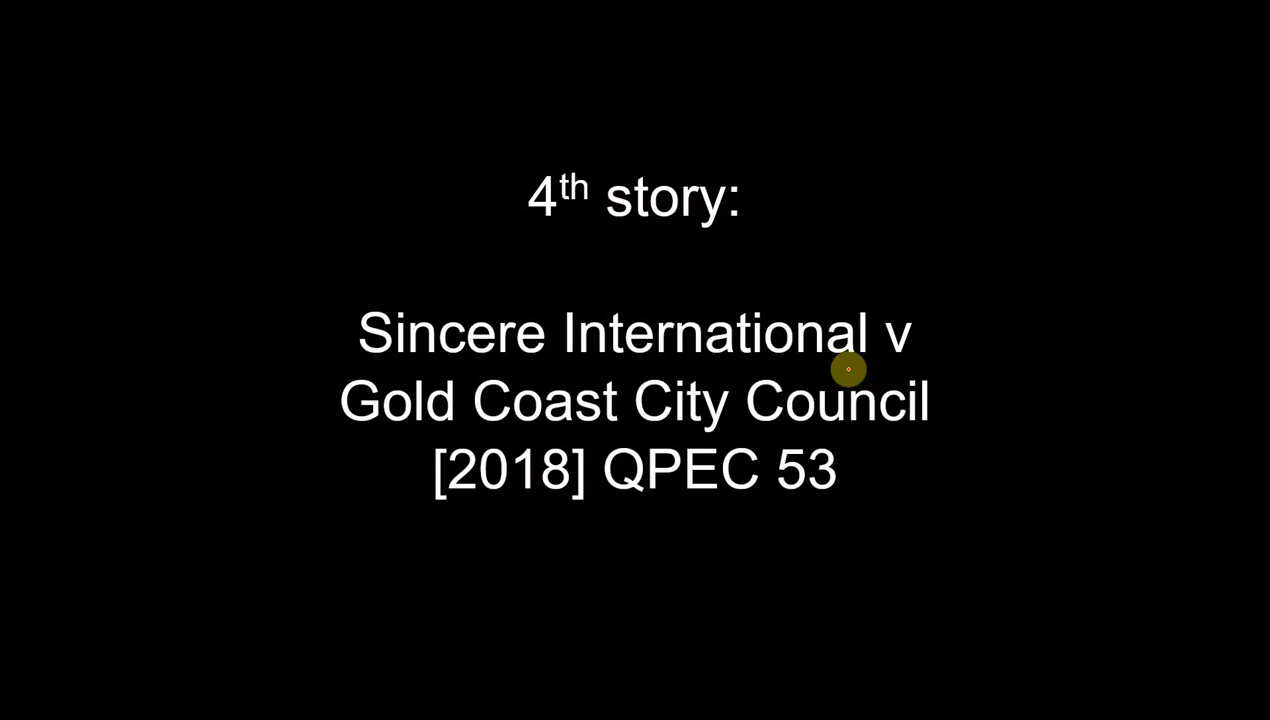 4th story:
Sincere International v
Gold Coast City Council
[2018] QPEC 53